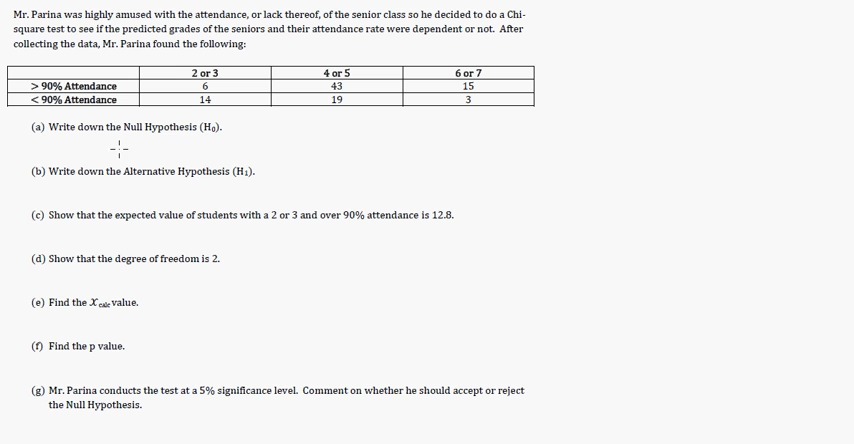 Mr. Parina was highly amused with the attendance, or lack thereof, of the senior class so he decided to do a Chi-
square test to see if the predicted grades of the seniors and their attendance rate were dependent or not. After
collecting the data, Mr. Parina found the following:
2 or 3 4 or 5 6 or 7
> 90% Attendance 6 43 15
< 90% Attendance 14 19 3
(a) Write down the Null Hypothesis (H₀).
(b) Write down the Alternative Hypothesis (H₁).
(c) Show that the expected value of students with a 2 or 3 and over 90% attendance is 12.8.
(d) Show that the degree of freedom is 2.
(e) Find the X calc value.
(f) Find the p value.
(g) Mr. Parina conducts the test at a 5% significance level. Comment on whether he should accept or reject
the Null Hypothesis.